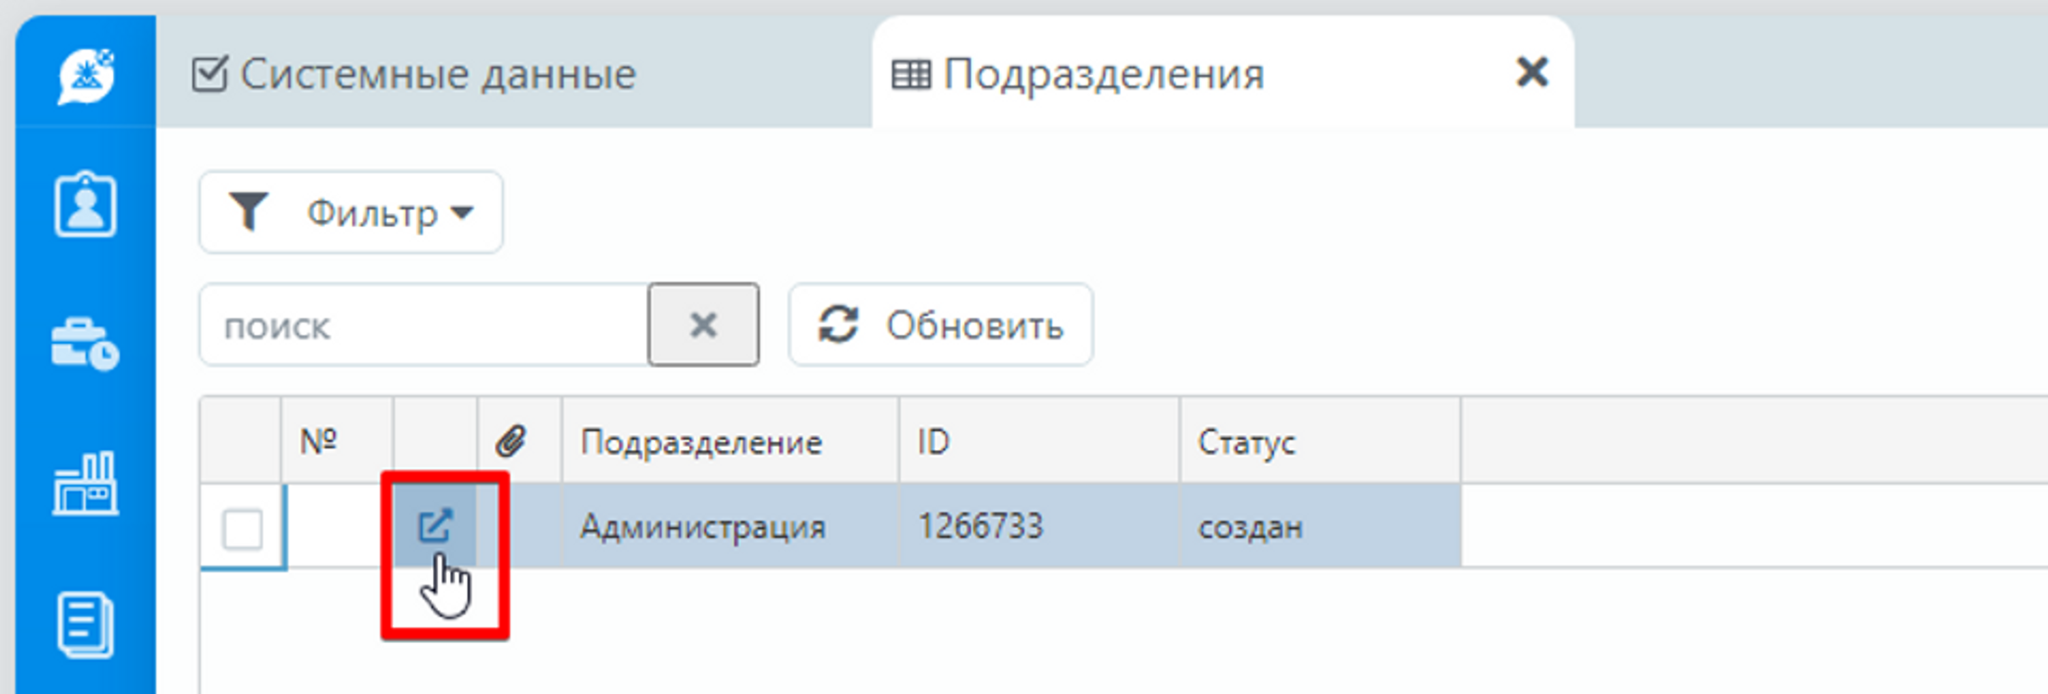 Системные данные
Подразделения
Фильтр
поиск
Обновить
№ Подразделение ID Статус
Администрация 1266733 создан